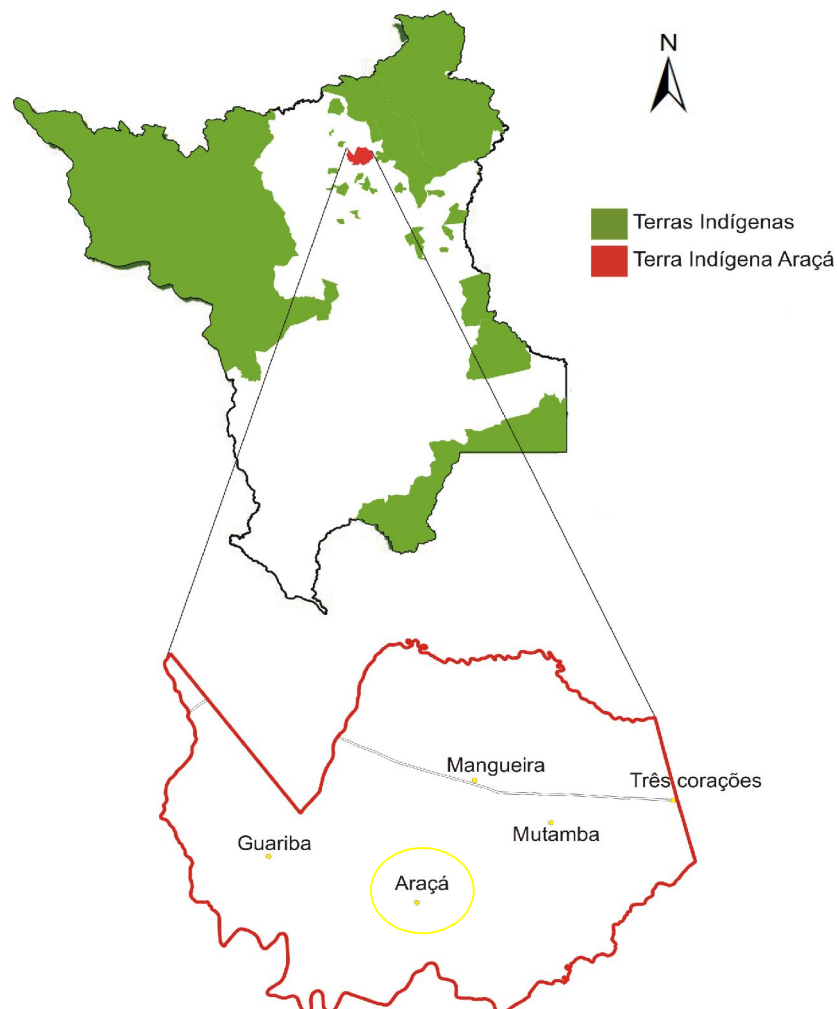 N
Terras Indígenas
Terra Indígena Araçá
Mangueira
Três corações
Mutamba
Guariba
Araçá